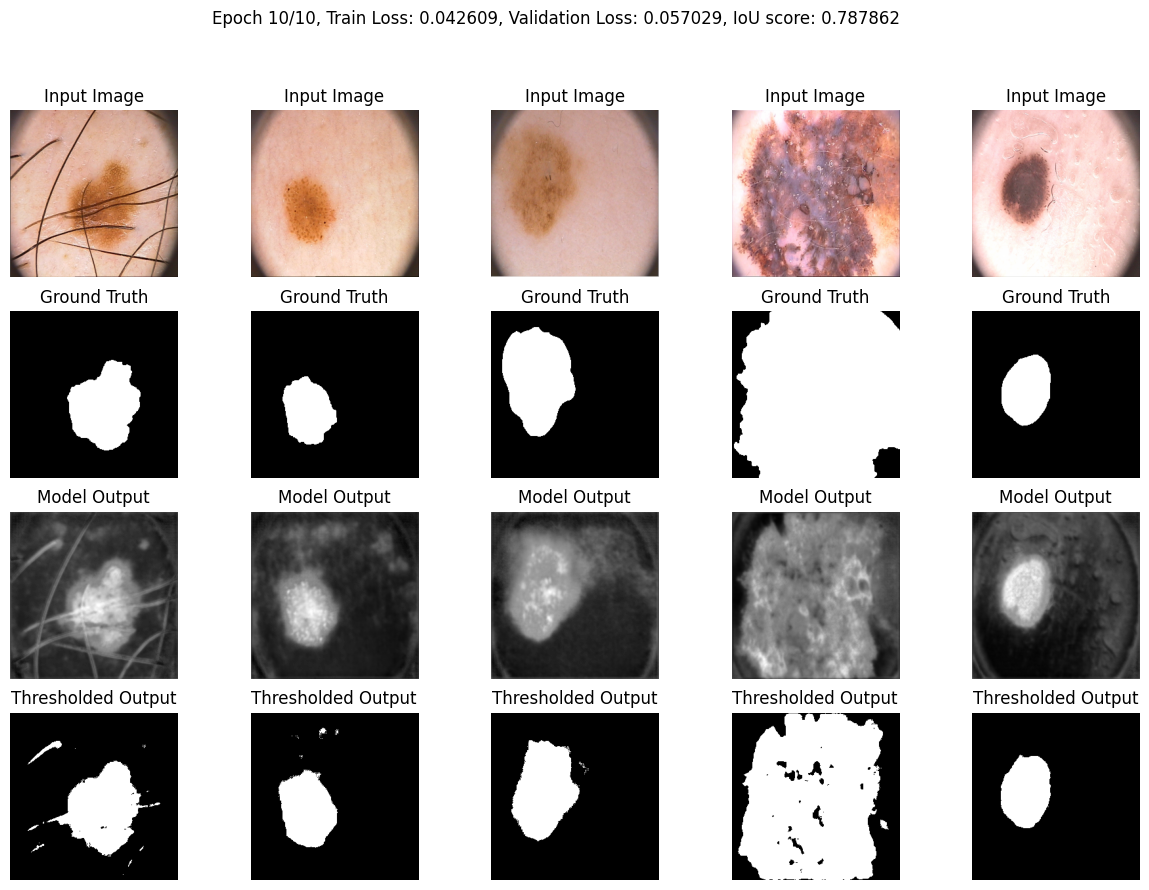 Epoch 10/10, Train Loss: 0.042609, Validation Loss: 0.057029, IoU score: 0.787862
Input Image Input Image Input Image Input Image Input Image
Ground Truth Ground Truth Ground Truth Ground Truth Ground Truth
Model Output Model Output Model Output Model Output Model Output
Thresholded Output Thresholded Output Thresholded Output Thresholded Output Thresholded Output